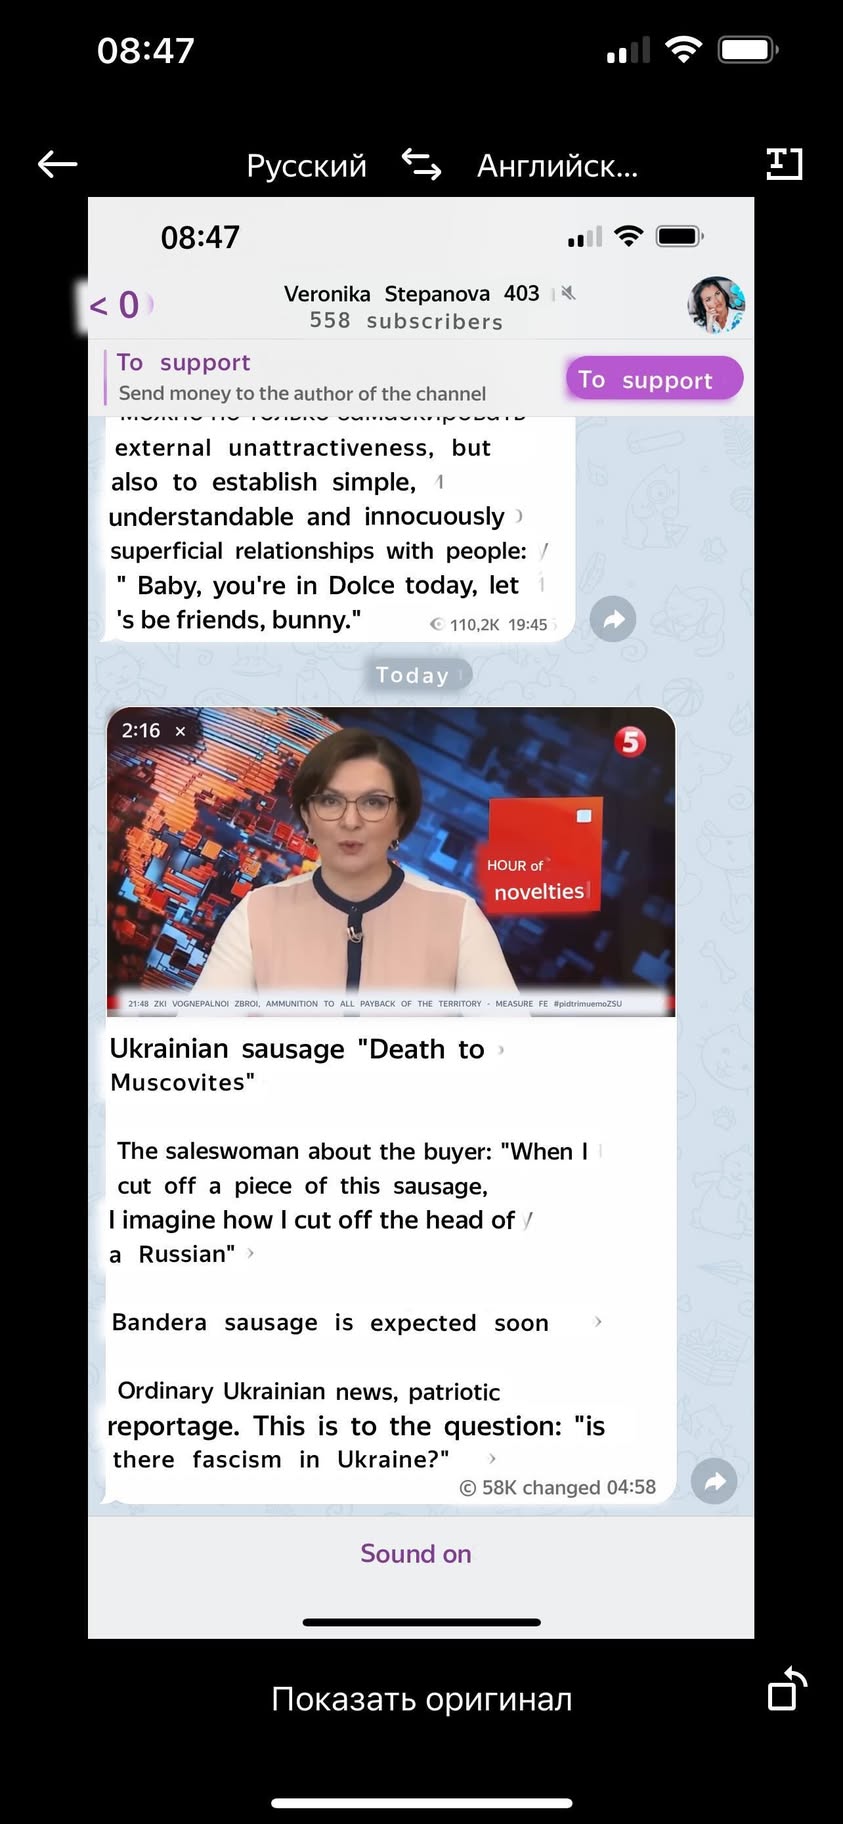 08:47
Русский
Английск...
08:47
< 0
Veronika Stepanova 403
558 subscribers
To support
Send money to the author of the channel
To support
external unattractiveness, but
also to establish simple,
understandable and innocuously
superficial relationships with people:
" Baby, you're in Dolce today, let
's be friends, bunny."
110,2K 19:45
Today
2:16
5
HOUR of
novelties
21:48 ZKI VOGNEPALNOI ZBROI, AMMUNITION TO ALL PAYBACK OF THE TERRITORY - MEASURE FE #pidtrimuemoZSU
Ukrainian sausage "Death to
Muscovites"
The saleswoman about the buyer: "When I
cut off a piece of this sausage,
I imagine how I cut off the head of
a Russian"
Bandera sausage is expected soon
Ordinary Ukrainian news, patriotic
reportage. This is to the question: "is
there fascism in Ukraine?"
© 58K changed 04:58
Sound on
Показать оригинал